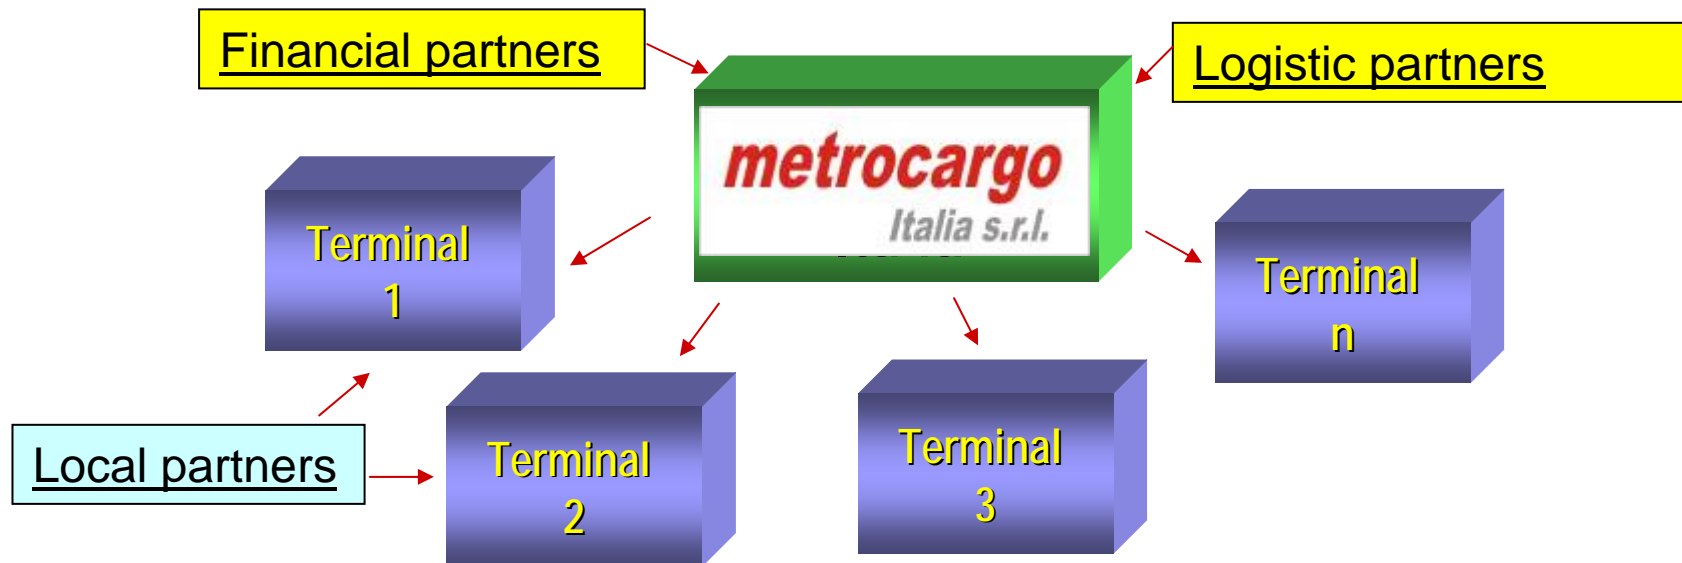 Financial partners
Logistic partners
metrocargo
Italia s.r.l.
Terminal
1
Terminal
n
Local partners
Terminal
2
Terminal
3